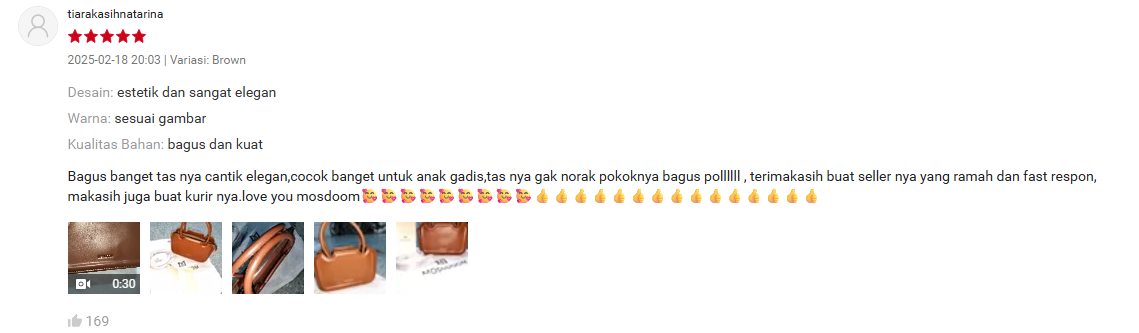 tiarakasihnatarina
2025-02-18 20:03 | Variasi: Brown
Desain: estetik dan sangat elegan
Warna: sesuai gambar
Kualitas Bahan: bagus dan kuat
Bagus banget tas nya cantik elegan,cocok banget untuk anak gadis,tas nya gak norak pokoknya bagus pollllll , terimakasih buat seller nya yang ramah dan fast respon,
makasih juga buat kurir nya.love you mosdoom🥰🥰🥰🥰🥰🥰🥰🥰🥰👍👍👍👍👍👍👍👍👍👍👍👍👍👍👍
0:30
169